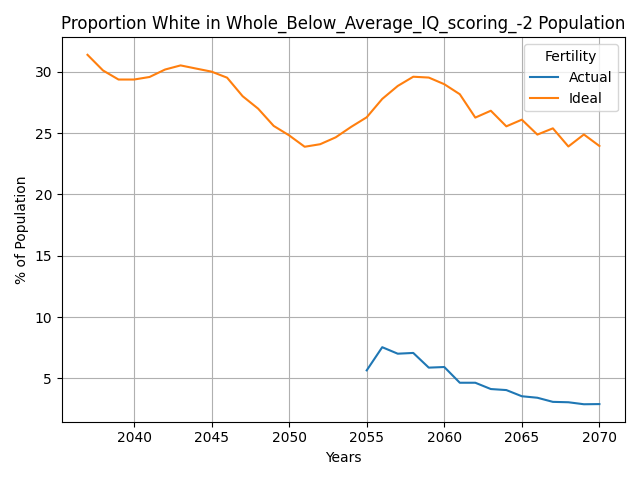 Proportion White in Whole_Below_Average_IQ_scoring_-2 Population
Fertility
Actual
Ideal
% of Population
30
25
20
15
10
5
2040 2045 2050 2055 2060 2065 2070
Years